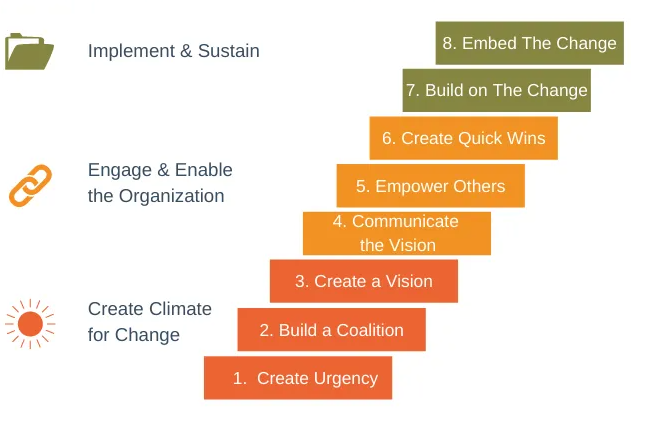 Implement & Sustain
8. Embed The Change
7. Build on The Change
6. Create Quick Wins
Engage & Enable
the Organization
5. Empower Others
4. Communicate
the Vision
3. Create a Vision
Create Climate
for Change
2. Build a Coalition
1.  Create Urgency